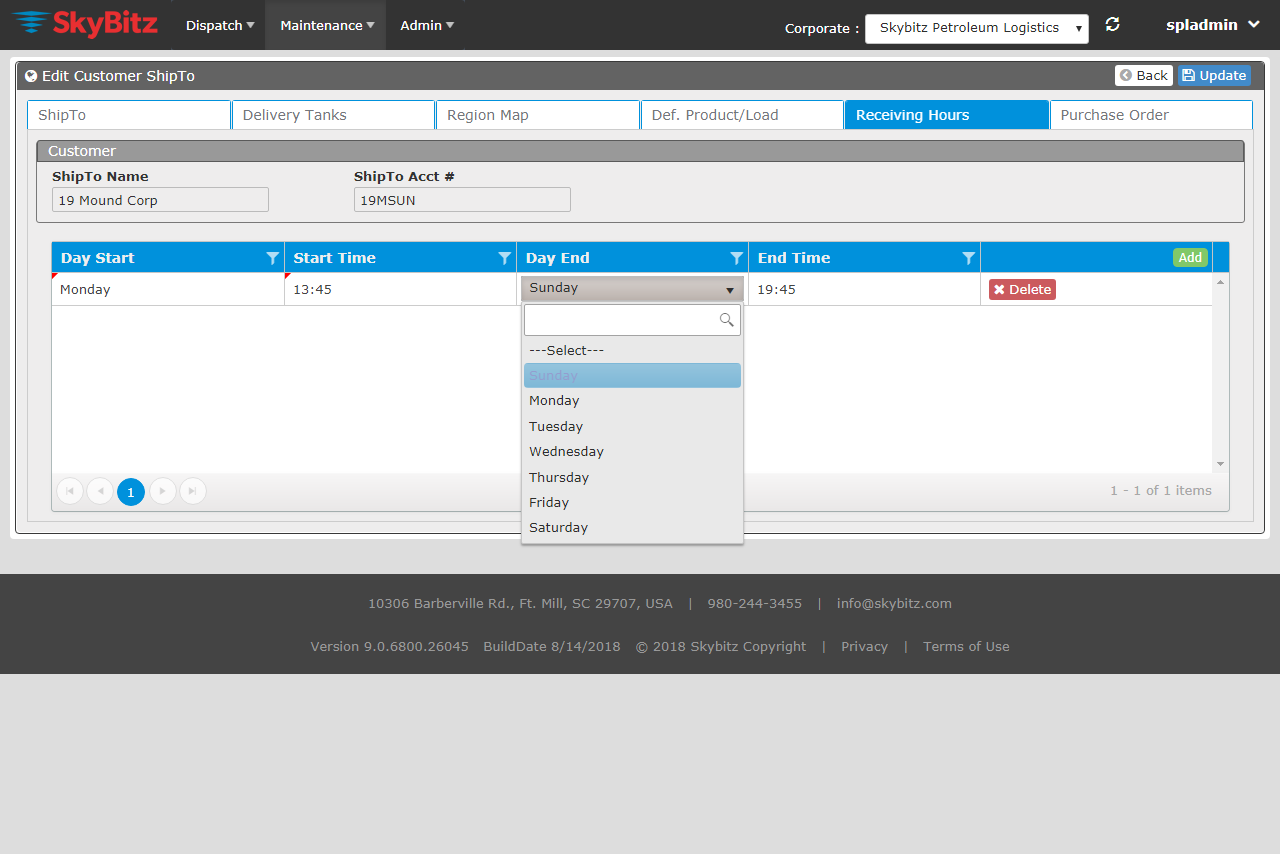 SkyBitz Dispatch Maintenance Admin Corporate : Skybitz Petroleum Logistics spladmin
Edit Customer ShipTo Back Update
ShipTo Delivery Tanks Region Map Def. Product/Load Receiving Hours Purchase Order
Customer
ShipTo Name ShipTo Acct #
19 Mound Corp 19MSUN
Day Start Start Time Day End End Time Add
Monday 13:45 Sunday 19:45 Delete
---Select---
Sunday
Monday
Tuesday
Wednesday
Thursday
Friday
Saturday
1 1 - 1 of 1 items
10306 Barberville Rd., Ft. Mill, SC 29707, USA | 980-244-3455 | info@skybitz.com
Version 9.0.6800.26045 BuildDate 8/14/2018 © 2018 Skybitz Copyright | Privacy | Terms of Use